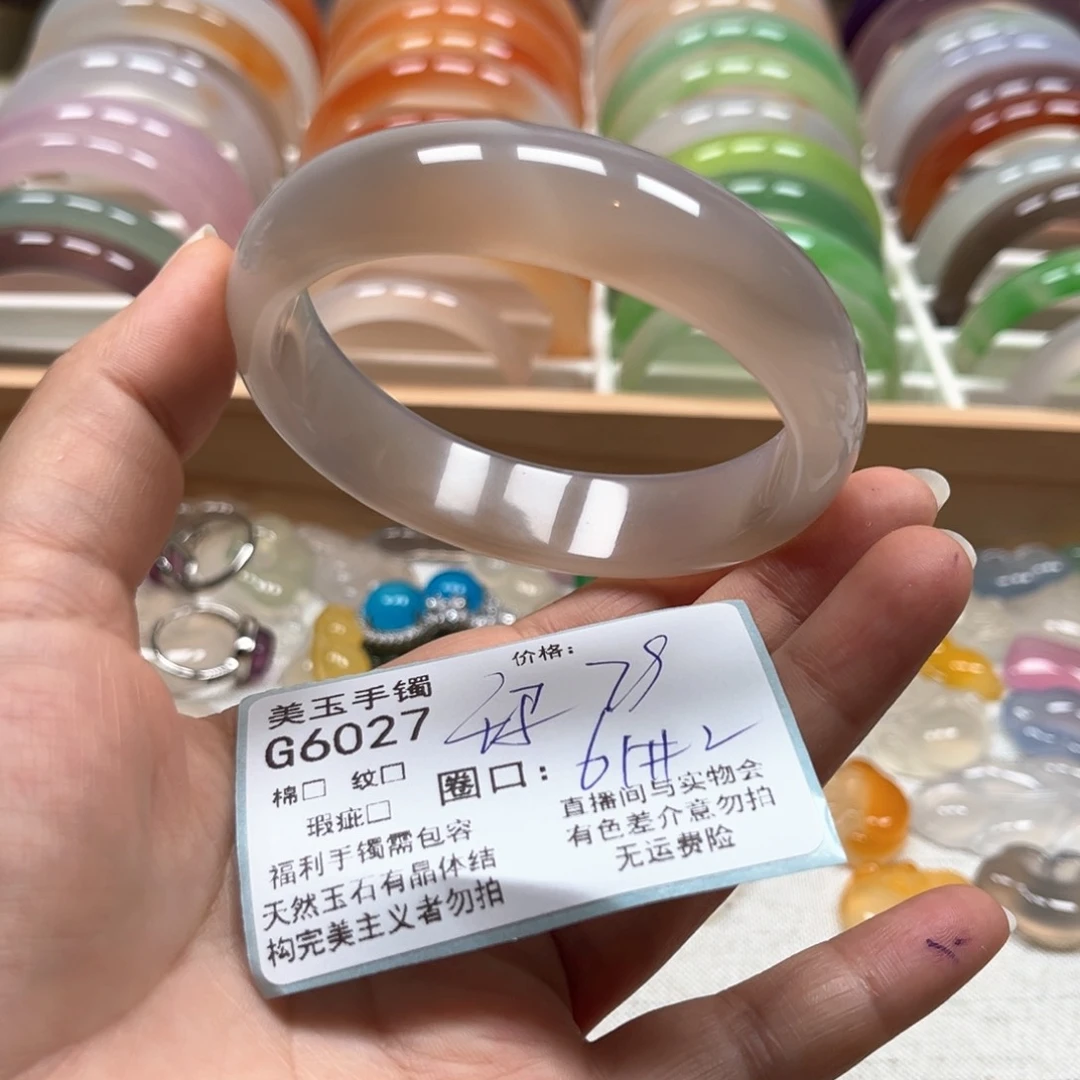 价格: 78
美玉手镯
G6027
棉□ 纹□
圈口: 61#
瑕疵□
福利手镯需包容
天然玉石有晶体结
构完美主义者勿拍
直播间与实物会
有色差介意勿拍
无运费险